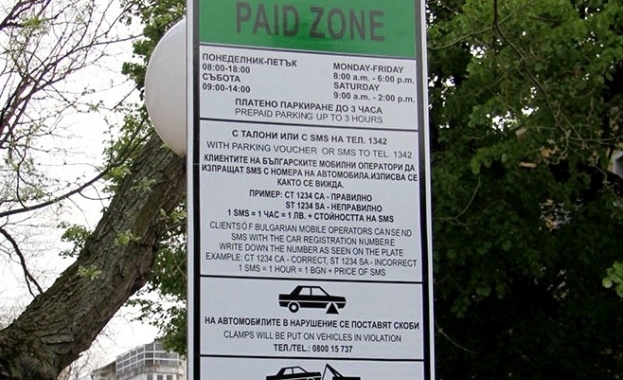 PAID ZONE
ПОНЕДЕЛНИК-ПЕТЪК MONDAY-FRIDAY
08:00-18:00 8:00 a.m. - 6:00 p.m.
СЪБОТА SATURDAY
09:00-14:00 9:00 a.m. - 2:00 p.m.
ПЛАТЕНО ПАРКИРАНЕ ДО 3 ЧАСА
PREPAID PARKING UP TO 3 HOURS
С ТАЛОНИ ИЛИ С SMS НА ТЕЛ. 1342
WITH PARKING VOUCHER OR SMS TO TEL. 1342
КЛИЕНТИТЕ НА БЪЛГАРСКИТЕ МОБИЛНИ ОПЕРАТОРИ ДА
ИЗПРАЩАТ SMS С НОМЕРА НА АВТОМОБИЛА.ИЗПИСВА СЕ
КАКТО СЕ ВИЖДА.
ПРИМЕР: СТ 1234 СА - ПРАВИЛНО
ST 1234 SA - НЕПРАВИЛНО
1 SMS = 1 ЧАС = 1 ЛВ. + СТОЙНОСТТА НА SMS
CLIENTS OF BULGARIAN MOBILE OPERATORS CAN SEND
SMS WITH THE CAR REGISTRATION NUMBERE
WRITE DOWN THE NUMBER AS SEEN ON THE PLATE
EXAMPLE: CT 1234 CA - CORRECT, ST 1234 SA - INCORRECT
1 SMS = 1 HOUR = 1 BGN + PRICE OF SMS
НА АВТОМОБИЛИТЕ В НАРУШЕНИЕ СЕ ПОСТАВЯТ СКОБИ
CLAMPS WILL BE PUT ON VEHICLES IN VIOLATION
ТЕЛ./TEL.: 0800 15 737